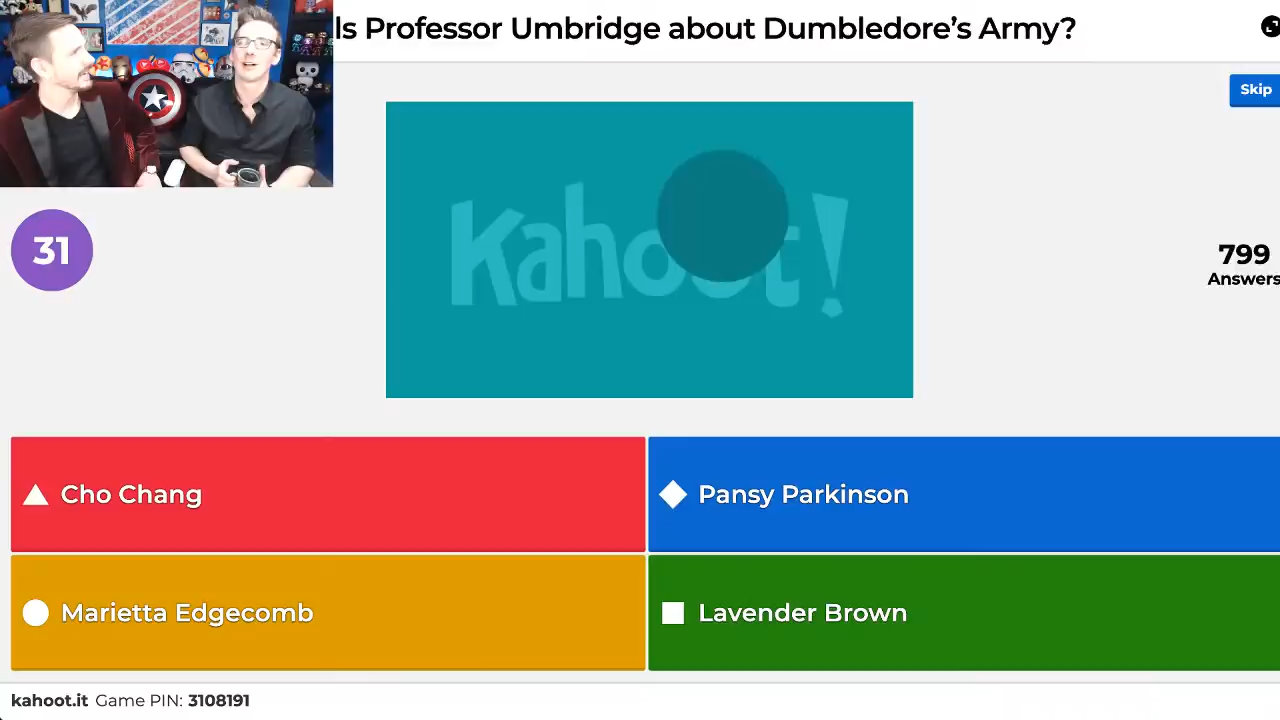 ls Professor Umbridge about Dumbledore's Army?
Skip
Kahoot!
31
799
Answers
Cho Chang
Pansy Parkinson
Marietta Edgecomb
Lavender Brown
kahoot.it Game PIN: 3108191